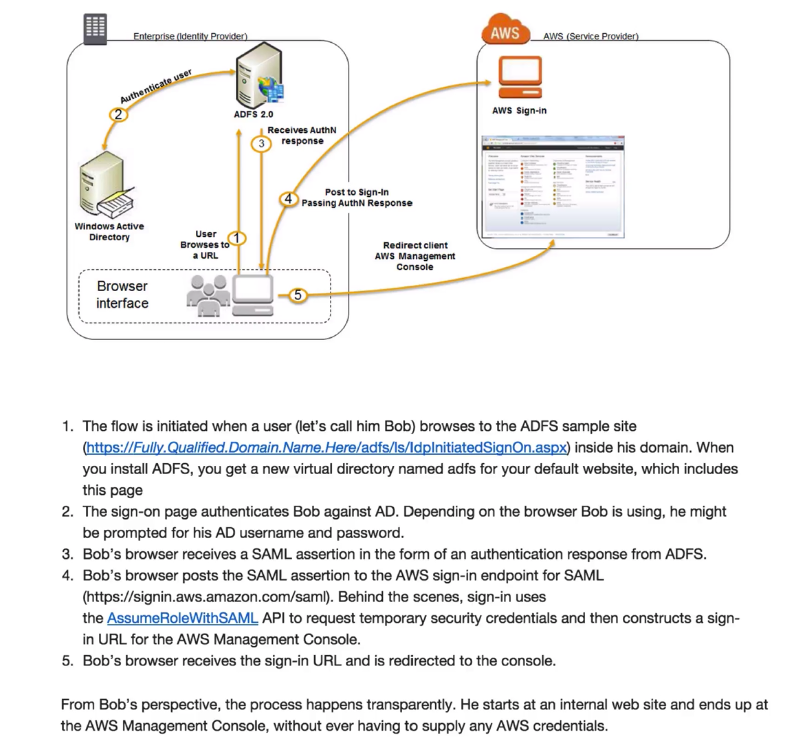 Enterprise (Identity Provider)
AWS
AWS (Service Provider)
Authenticate user
2
ADFS 2.0
AWS Sign-in
Receives AuthN
response
3
Windows Active
Directory
4
Post to Sign-In
Passing AuthN Response
User
Browses to
a URL
1
Redirect client
AWS Management
Console
Browser
interface
5
1. The flow is initiated when a user (let's call him Bob) browses to the ADFS sample site
(https://Fully.Qualified.Domain.Name.Here/adfs/ls/IdpInitiatedSignOn.aspx) inside his domain. When
you install ADFS, you get a new virtual directory named adfs for your default website, which includes
this page
2. The sign-on page authenticates Bob against AD. Depending on the browser Bob is using, he might
be prompted for his AD username and password.
3. Bob's browser receives a SAML assertion in the form of an authentication response from ADFS.
4. Bob's browser posts the SAML assertion to the AWS sign-in endpoint for SAML
(https://signin.aws.amazon.com/saml). Behind the scenes, sign-in uses
the AssumeRoleWithSAML API to request temporary security credentials and then constructs a sign-
in URL for the AWS Management Console.
5. Bob's browser receives the sign-in URL and is redirected to the console.
From Bob's perspective, the process happens transparently. He starts at an internal web site and ends up at
the AWS Management Console, without ever having to supply any AWS credentials.